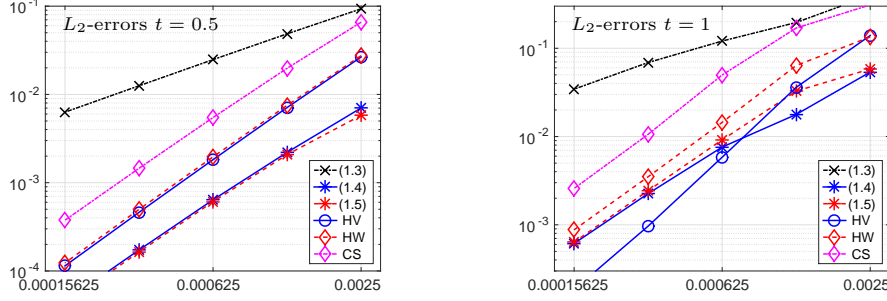 L₂-errors t = 0.5
10⁻¹
10⁻²
10⁻³
10⁻⁴
0.00015625
0.000625
0.0025
(1.3)
(1.4)
(1.5)
HV
HW
CS
L₂-errors t = 1
10⁻¹
10⁻²
10⁻³
0.00015625
0.000625
0.0025
(1.3)
(1.4)
(1.5)
HV
HW
CS